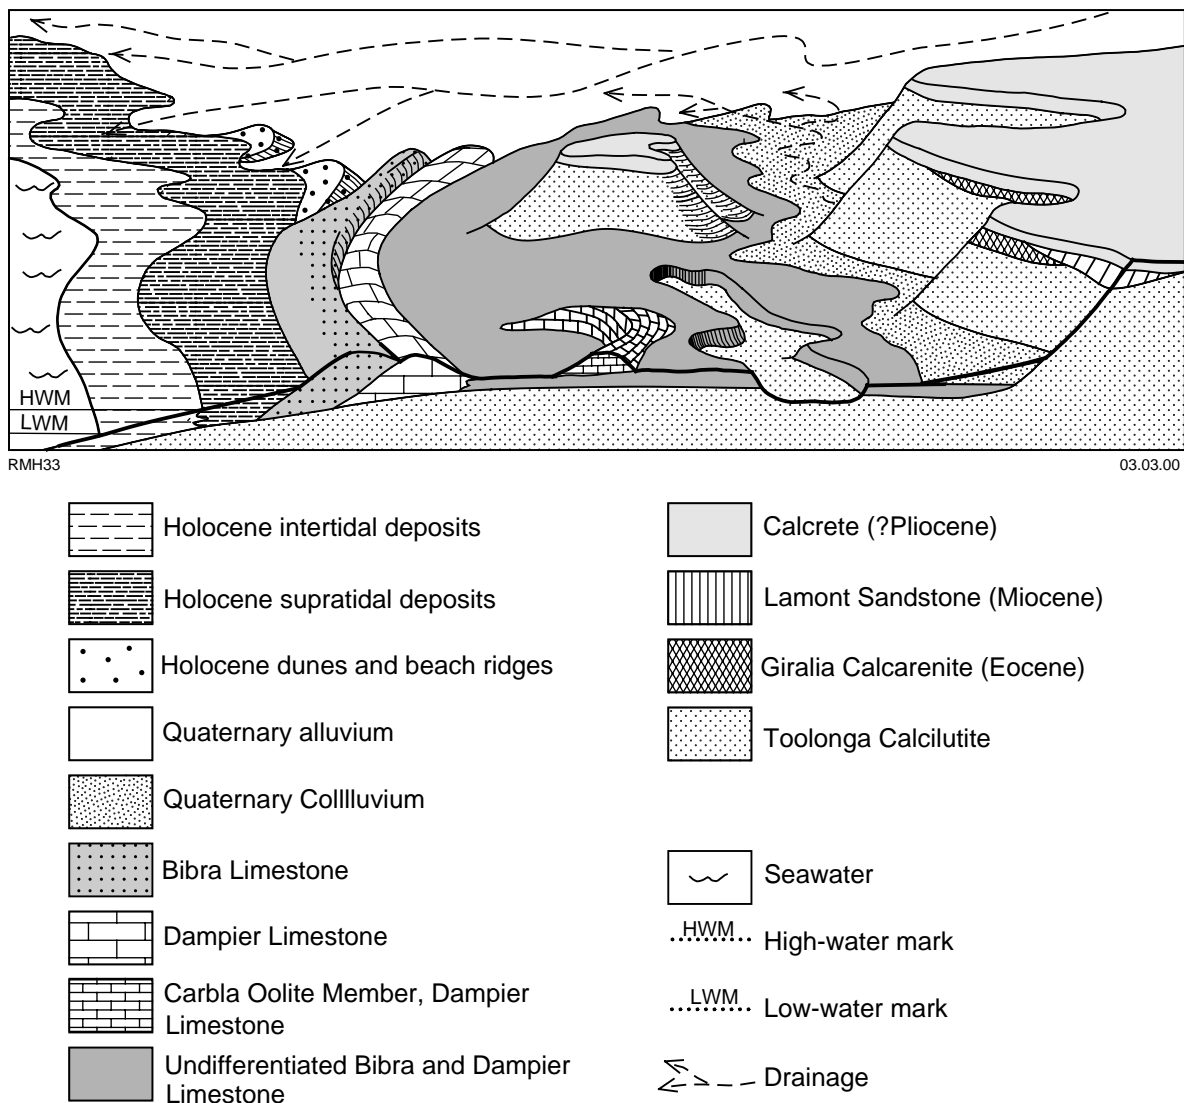 HWM
LWM
RMH33
03.03.00
Holocene intertidal deposits
Holocene supratidal deposits
Holocene dunes and beach ridges
Quaternary alluvium
Quaternary Colllluvium
Bibra Limestone
Dampier Limestone
Carbla Oolite Member, Dampier
Limestone
Undifferentiated Bibra and Dampier
Limestone
Calcrete (?Pliocene)
Lamont Sandstone (Miocene)
Giralia Calcarenite (Eocene)
Toolonga Calcilutite
Seawater
HWM
High-water mark
LWM
Low-water mark
Drainage